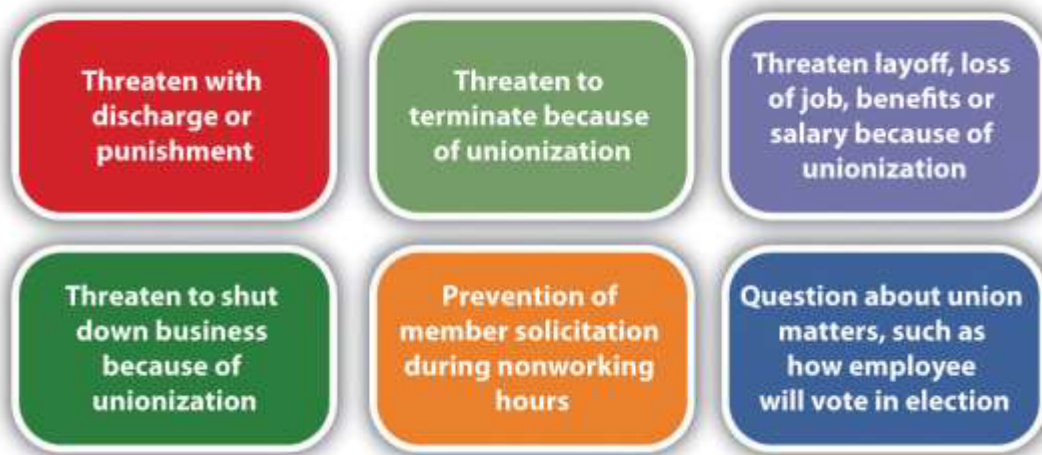 Threaten with
discharge or
punishment
Threaten to
terminate because
of unionization
Threaten layoff, loss
of job, benefits or
salary because of
unionization
Threaten to shut
down business
because of
unionization
Prevention of
member solicitation
during nonworking
hours
Question about union
matters, such as
how employee
will vote in election